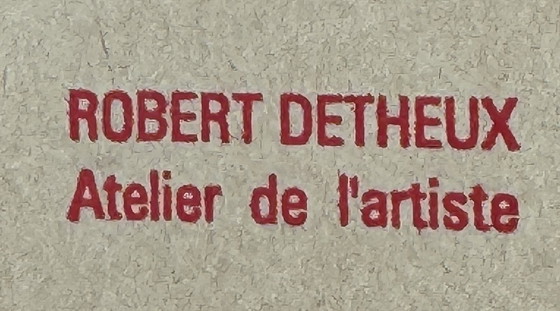 ROBERT DETHEUX
Atelier de l'artiste